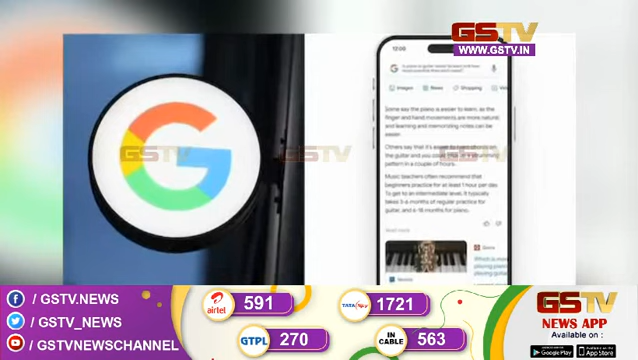 GSTV
WWW.GSTV.IN
12:00
Images
News
Shopping
Some say the piano is easier to learn, as the
finger and hand movements are more natural,
and learning and memorizing notes can be
easier.
Others say that it's easier to learn chords on
the guitar and you could pick up a strumming
pattern in a couple of hours.
Music teachers often recommend that
beginners practice for at least 1 hour per day.
To get to an intermediate level, it typically
takes 3-6 months of regular practice for
guitar, and 6-18 months for piano.
GSTV
GSTV
/ GSTV.NEWS
/ GSTV_NEWS
/ GSTVNEWSCHANNEL
airtel
591
TATA
1721
GTPL
270
IN
CABLE
563
GSTV
NEWS APP
Available on :
Google Play
App Store